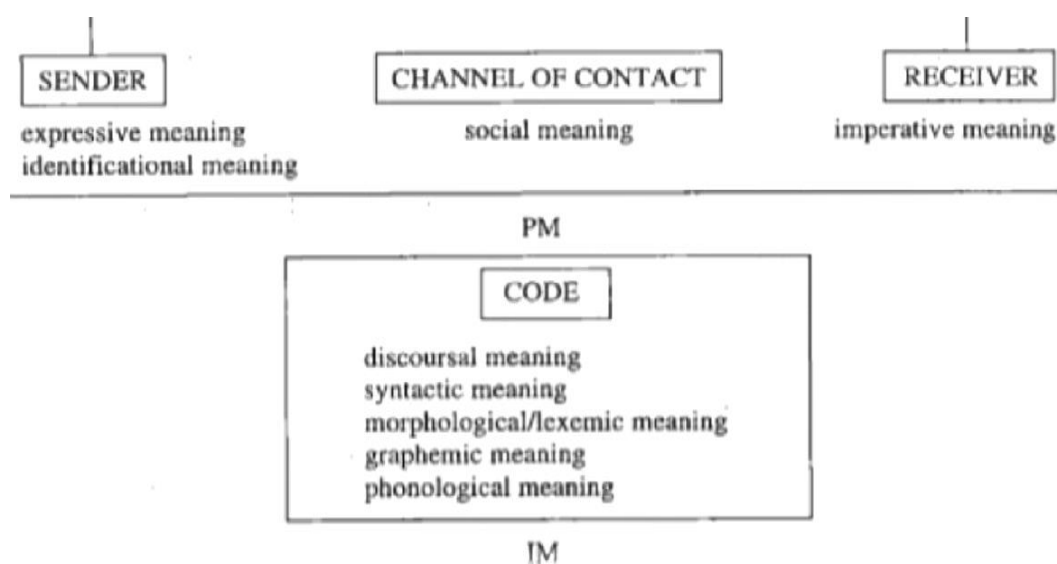 SENDER CHANNEL OF CONTACT RECEIVER
expressive meaning social meaning imperative meaning
identificational meaning
PM
CODE
discoursal meaning
syntactic meaning
morphological/lexemic meaning
graphemic meaning
phonological meaning
IM